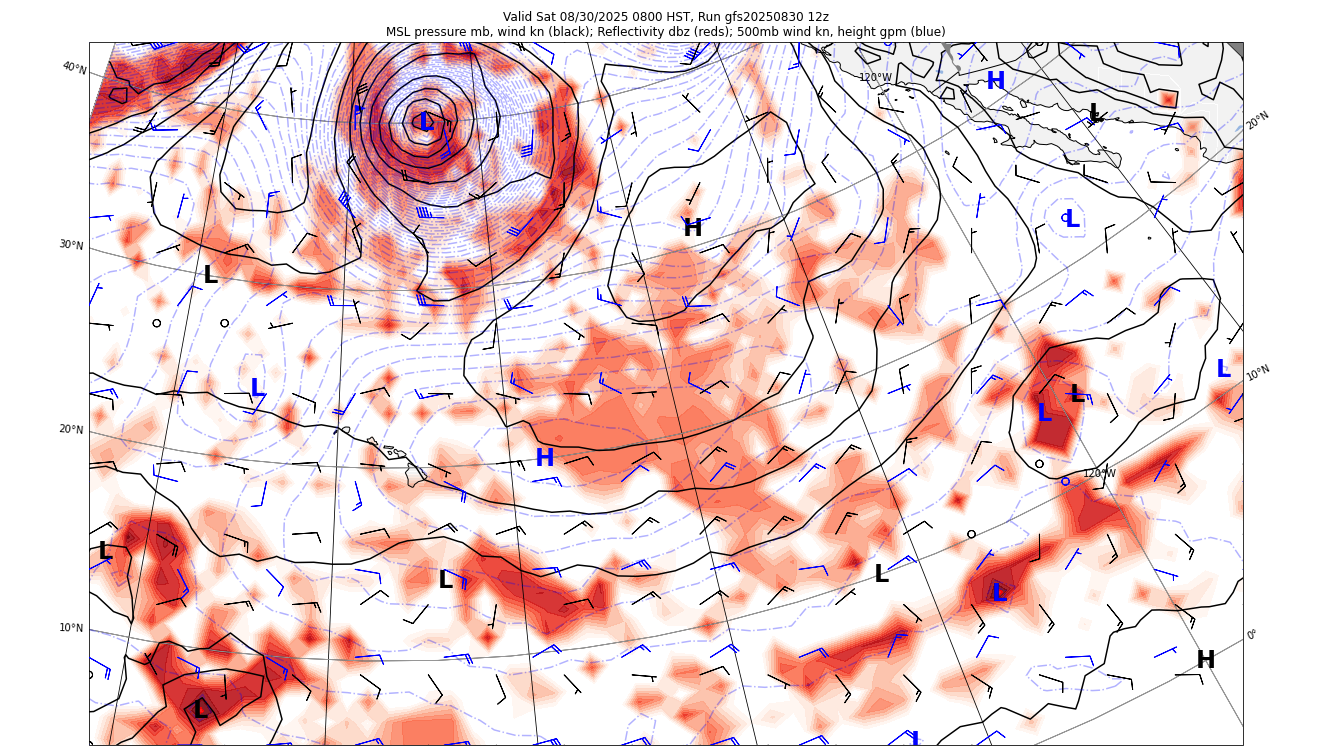 Valid Sat 08/30/2025 0800 HST, Run gfs20250830 12z
MSL pressure mb, wind kn (black); Reflectivity dbz (reds); 500mb wind kn, height gpm (blue)
40°N
120°W
H
L
L
20°N
L
H
30°N
L
L
10°N
L
L
L
20°N
H
120°W
L
L
L
L
10°N
0°
H
L
L